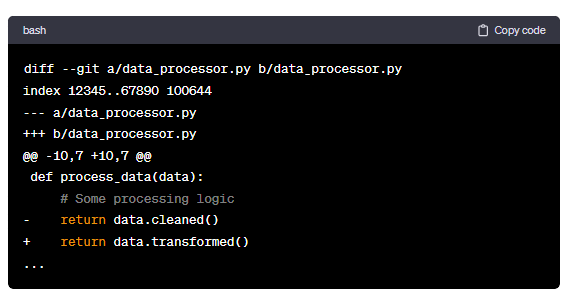 bash
Copy code
diff --git a/data_processor.py b/data_processor.py
index 12345..67890 100644
--- a/data_processor.py
+++ b/data_processor.py
@@ -10,7 +10,7 @@
 def process_data(data):
     # Some processing logic
-    return data.cleaned()
+    return data.transformed()
...